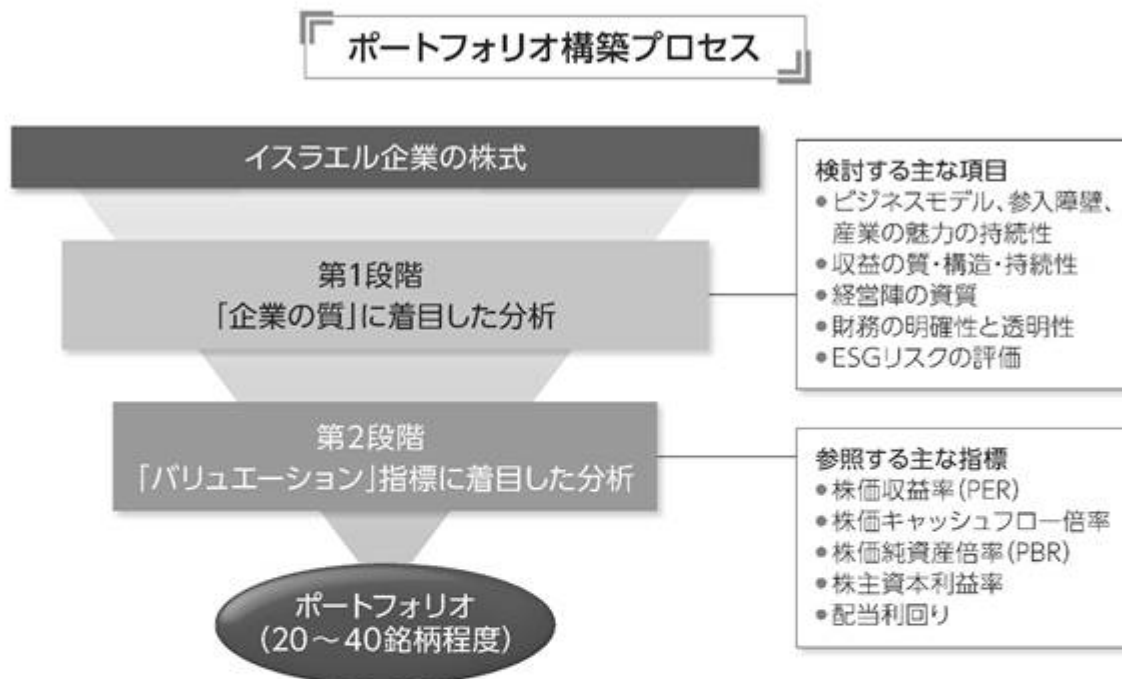 ポートフォリオ構築プロセス
イスラエル企業の株式
第1段階
「企業の質」に着目した分析
検討する主な項目
●ビジネスモデル、参入障壁、
産業の魅力の持続性
●収益の質・構造・持続性
●経営陣の資質
●財務の明確性と透明性
●ESGリスクの評価
第2段階
「バリュエーション」指標に着目した分析
参照する主な指標
●株価収益率(PER)
●株価キャッシュフロー倍率
●株価純資産倍率(PBR)
●株主資本利益率
●配当利回り
ポートフォリオ
(20～40銘柄程度)